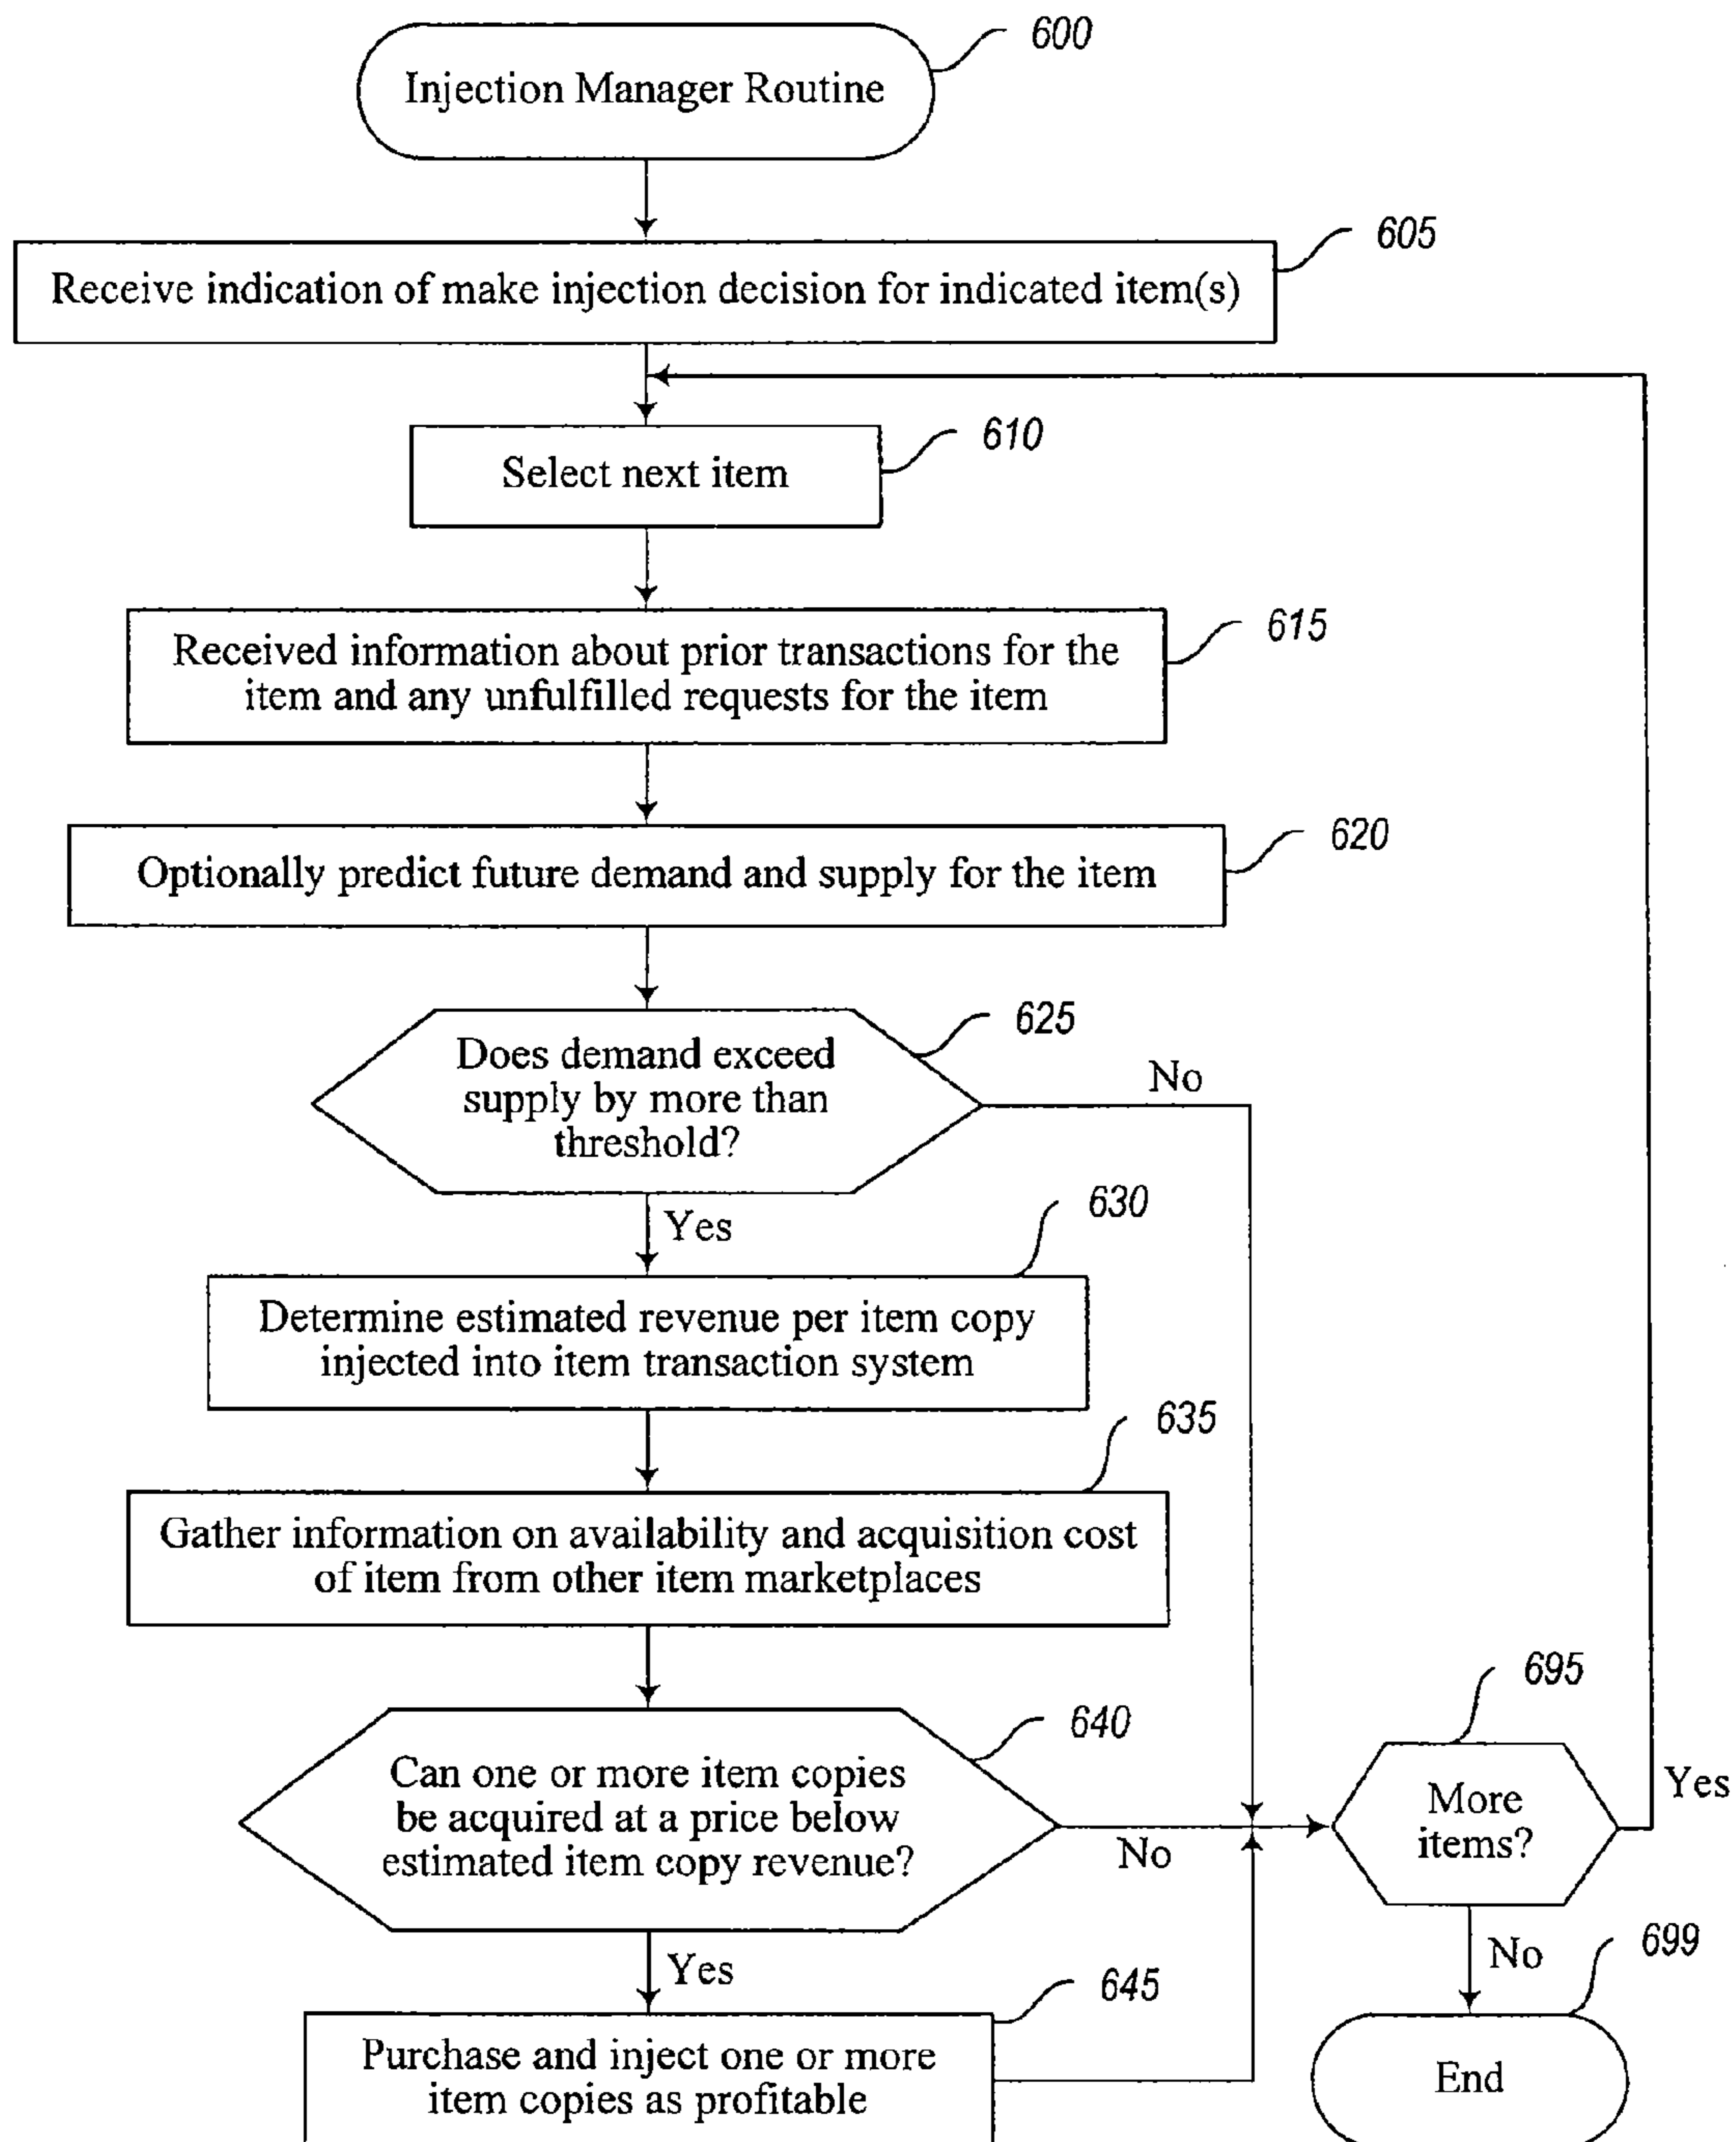 600
Injection Manager Routine
605
Receive indication of make injection decision for indicated item(s)
610
Select next item
615
Received information about prior transactions for the
item and any unfulfilled requests for the item
620
Optionally predict future demand and supply for the item
625
Does demand exceed
supply by more than
threshold?
No
Yes
630
Determine estimated revenue per item copy
injected into item transaction system
635
Gather information on availability and acquisition cost
of item from other item marketplaces
640
Can one or more item copies
be acquired at a price below
estimated item copy revenue?
No
Yes
645
Purchase and inject one or more
item copies as profitable
695
More
items?
Yes
No
699
End